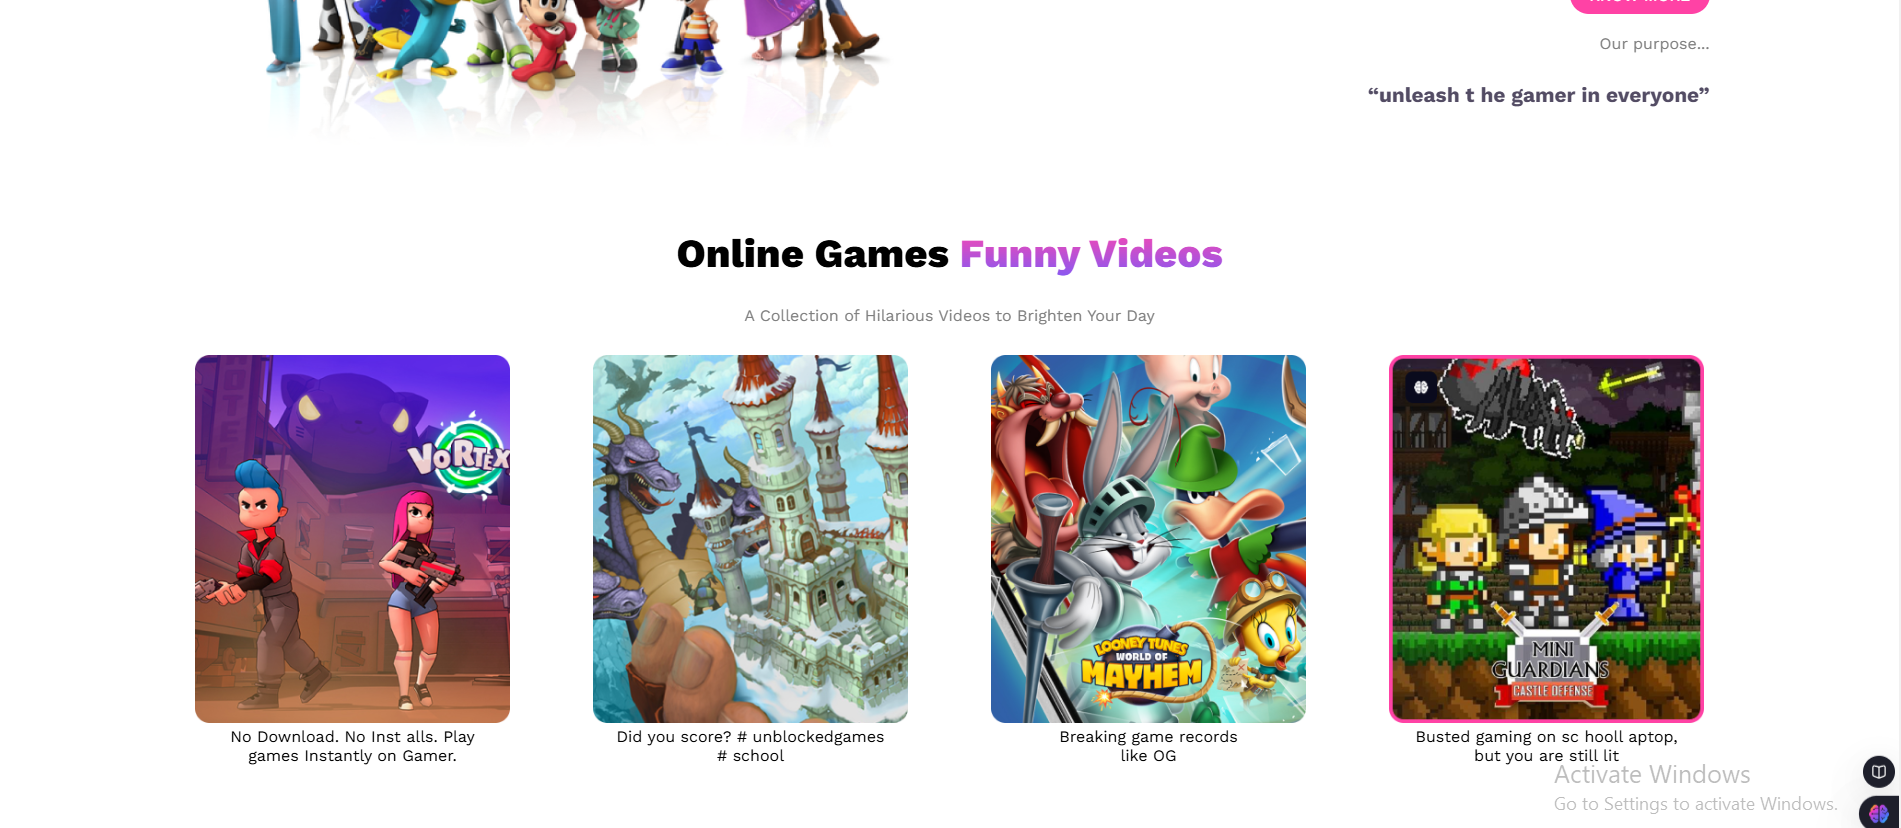 KNOW MORE
Our purpose...
“unleash t he gamer in everyone”
Online Games Funny Videos
A Collection of Hilarious Videos to Brighten Your Day
HOTE
VORTEX
LOONEY TUNES
WORLD OF
MAYHEM
MINI
GUARDIANS
CASTLE DEFENSE
No Download. No Inst alls. Play
games Instantly on Gamer.
Did you score? # unblockedgames
# school
Breaking game records
like OG
Busted gaming on sc hooll aptop,
but you are still lit
Activate Windows
Go to Settings to activate Windows.